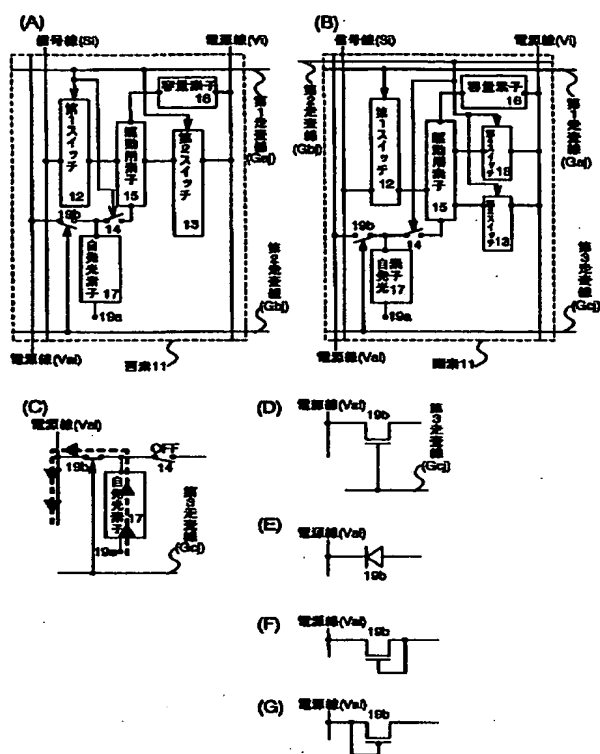 (A)
信号線(Si)
電源線(Vi)
容量素子
16
第1スイッチ
12
駆動用素子
15
第2スイッチ
13
第1走査線
(Gaj)
19b
14
自発光素子
17
19a
第2走査線
(Gbj)
電源線(Vai)
画素11
(B)
信号線(Si)
電源線(Vi)
第2走査線
(Gbj)
容量素子
16
第1スイッチ
12
駆動用素子
15
18
13
第1走査線
(Gaj)
19b
14
自発光素子
17
19a
第3走査線
(Gcj)
電源線(Vai)
画素11
(C)
電源線(Vai)
OFF
19b
14
自発光素子
17
19a
第3走査線
(Gcj)
(D)
電源線(Vai)
19b
第3走査線
(Gcj)
(E)
電源線(Vai)
19b
(F)
電源線(Vai)
19b
(G)
電源線(Vai)
19b